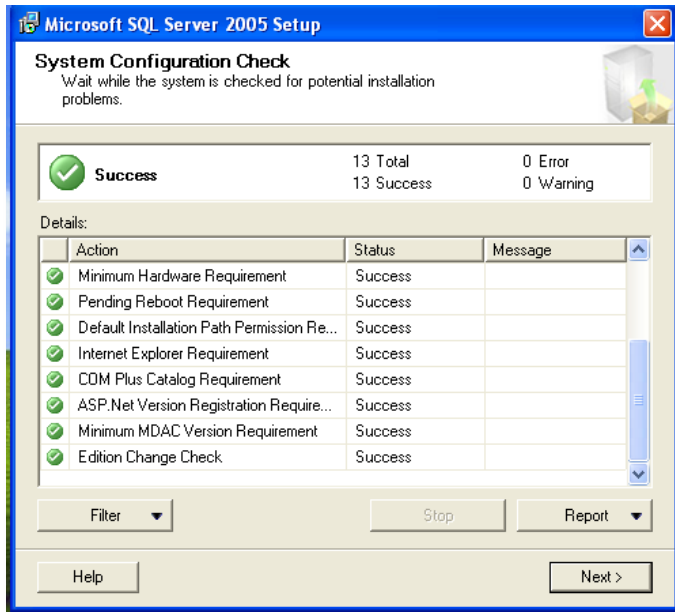 Microsoft SQL Server 2005 Setup
System Configuration Check
Wait while the system is checked for potential installation
problems.
Success
13 Total
0 Error
13 Success
0 Warning
Details:
Action Status Message
Minimum Hardware Requirement Success
Pending Reboot Requirement Success
Default Installation Path Permission Re... Success
Internet Explorer Requirement Success
COM Plus Catalog Requirement Success
ASP.Net Version Registration Require... Success
Minimum MDAC Version Requirement Success
Edition Change Check Success
Filter Stop Report
Help Next >